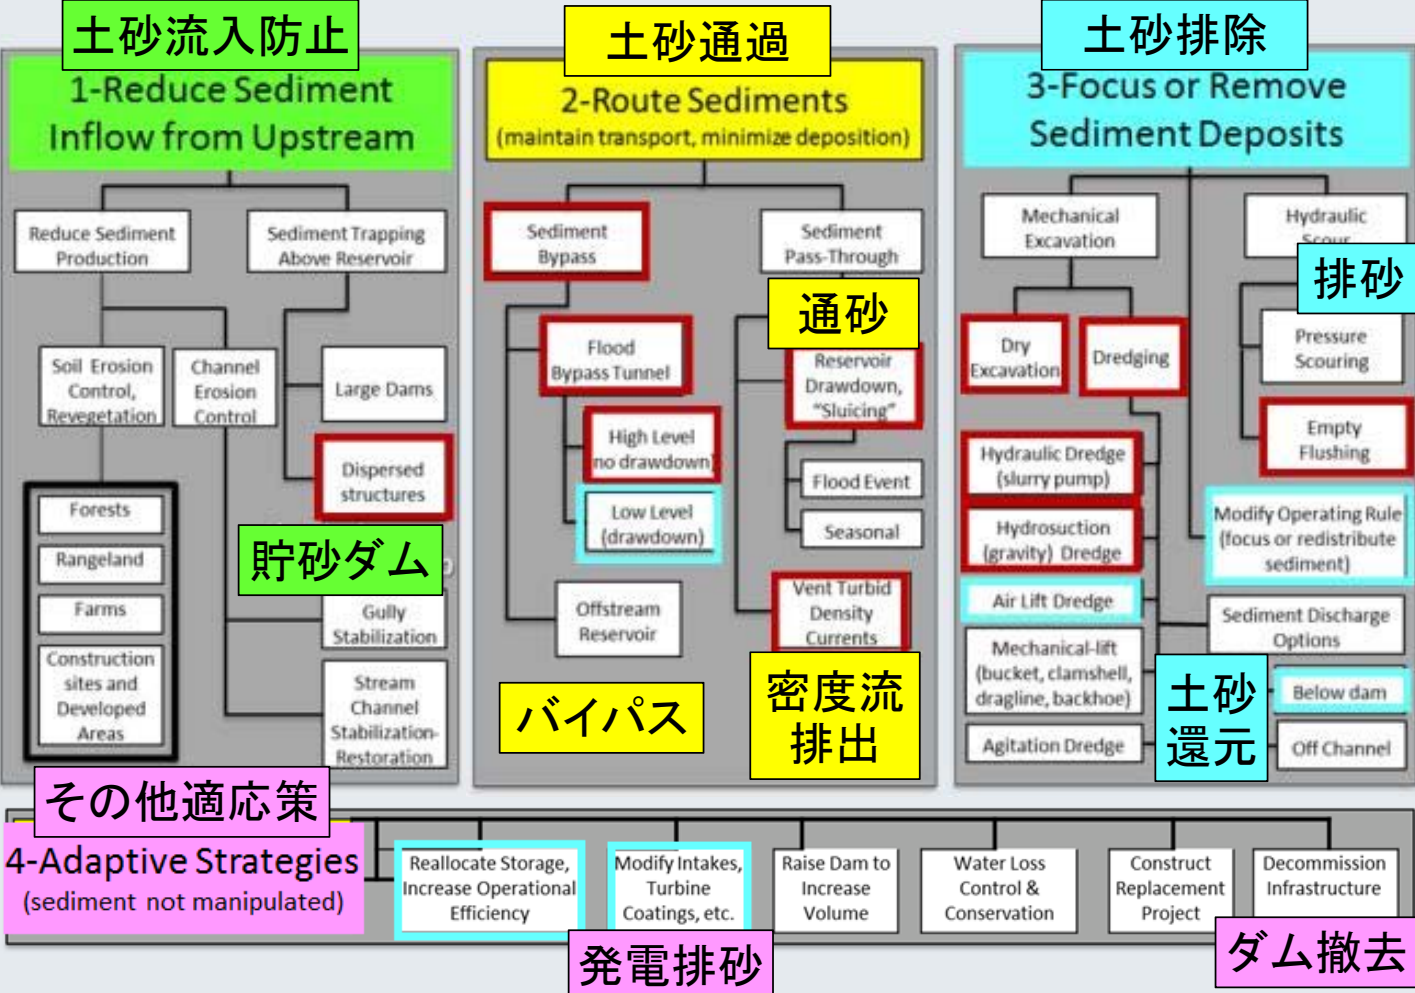 土砂流入防止
1-Reduce Sediment
Inflow from Upstream
Reduce Sediment
Production
Sediment Trapping
Above Reservoir
Soil Erosion
Control,
Revegetation
Channel
Erosion
Control
Large Dams
Dispersed
structures
Forests
Rangeland
Farms
Construction
sites and
Developed
Areas
貯砂ダム
Gully
Stabilization
Stream
Channel
Stabilization-
Restoration
土砂通過
2-Route Sediments
(maintain transport, minimize deposition)
Sediment
Bypass
Sediment
Pass-Through
通砂
Flood
Bypass Tunnel
Reservoir
Drawdown,
"Sluicing"
High Level
(no drawdown)
Low Level
(drawdown)
Flood Event
Seasonal
Offstream
Reservoir
Vent Turbid
Density
Currents
バイパス
密度流
排出
土砂排除
3-Focus or Remove
Sediment Deposits
Mechanical
Excavation
Hydraulic
Scour
排砂
Dry
Excavation
Dredging
Pressure
Scouring
Empty
Flushing
Hydraulic Dredge
(slurry pump)
Hydrosuction
(gravity) Dredge
Air Lift Dredge
Mechanical-lift
(bucket, clamshell,
dragline, backhoe)
Agitation Dredge
Modify Operating Rule
(focus or redistribute
sediment)
Sediment Discharge
Options
土砂
還元
Below dam
Off Channel
その他適応策
4-Adaptive Strategies
(sediment not manipulated)
Reallocate Storage,
Increase Operational
Efficiency
Modify Intakes,
Turbine
Coatings, etc.
Raise Dam to
Increase
Volume
Water Loss
Control &
Conservation
Construct
Replacement
Project
Decommission
Infrastructure
発電排砂
ダム撤去